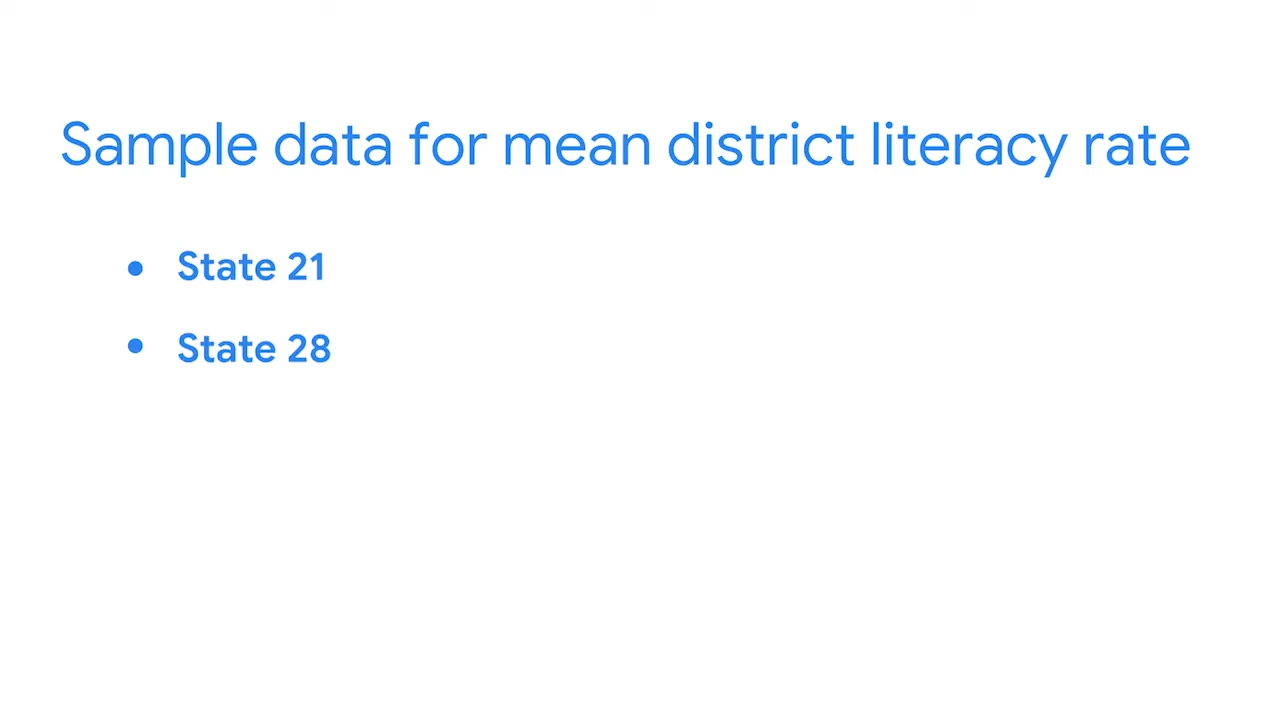 Sample data for mean district literacy rate
• State 21
• State 28